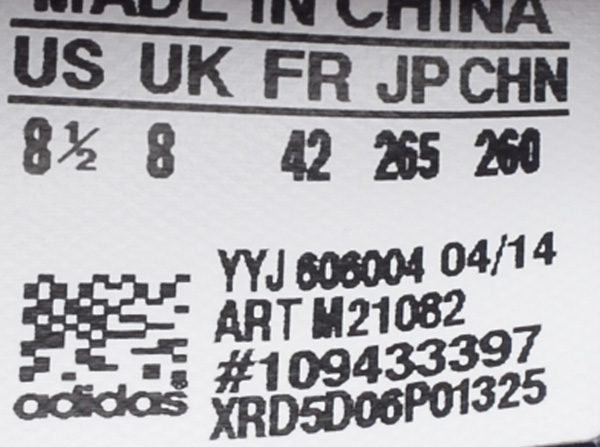 MADE IN CHINA
US UK FR JP CHN
8½ 8 42 265 260
YYJ 606004 04/14
ART M21082
#109433397
XRD5D06P01325
adidas®